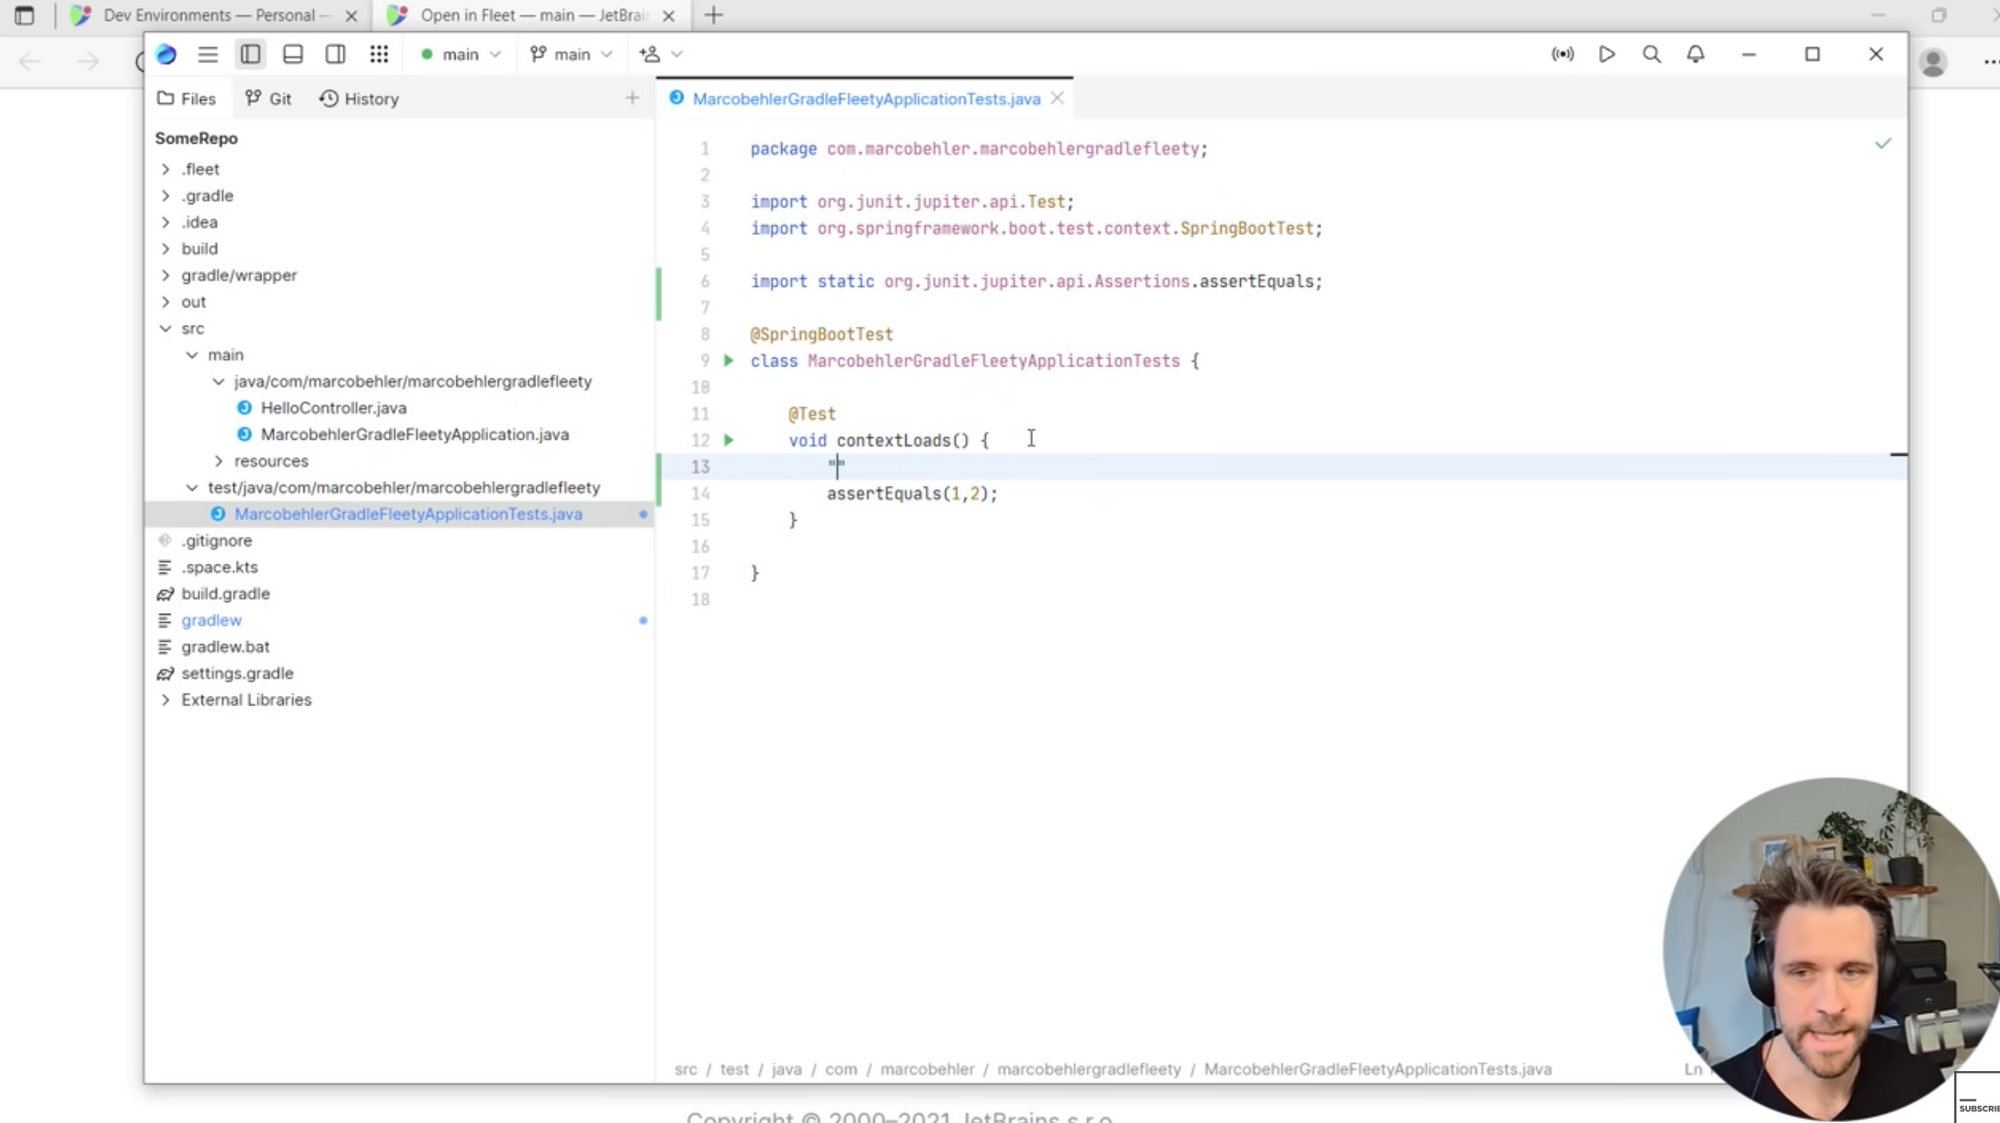 Dev Environments — Personal –
Open in Fleet — main — JetBrai
main
main
Files
Git
History
MarcobehlerGradleFleetyApplicationTests.java
SomeRepo
.fleet
.gradle
.idea
build
gradle/wrapper
out
src
main
java/com/marcobehler/marcobehlergradlefleety
HelloController.java
MarcobehlerGradleFleetyApplication.java
resources
test/java/com/marcobehler/marcobehlergradlefleety
MarcobehlerGradleFleetyApplicationTests.java
.gitignore
.space.kts
build.gradle
gradlew
gradlew.bat
settings.gradle
External Libraries
1 package com.marcobehler.marcobehlergradlefleety;
2
3 import org.junit.jupiter.api.Test;
4 import org.springframework.boot.test.context.SpringBootTest;
5
6 import static org.junit.jupiter.api.Assertions.assertEquals;
7
8 @SpringBootTest
9 class MarcobehlerGradleFleetyApplicationTests {
10
11 @Test
12 void contextLoads() {
13 ""
14 assertEquals(1,2);
15 }
16
17 }
18
src / test / java / com / marcobehler / marcobehlergradlefleety / MarcobehlerGradleFleetyApplicationTests.java
Ln
Copyright © 2000–2021 JetBrains s.r.o
SUBSCRIBE